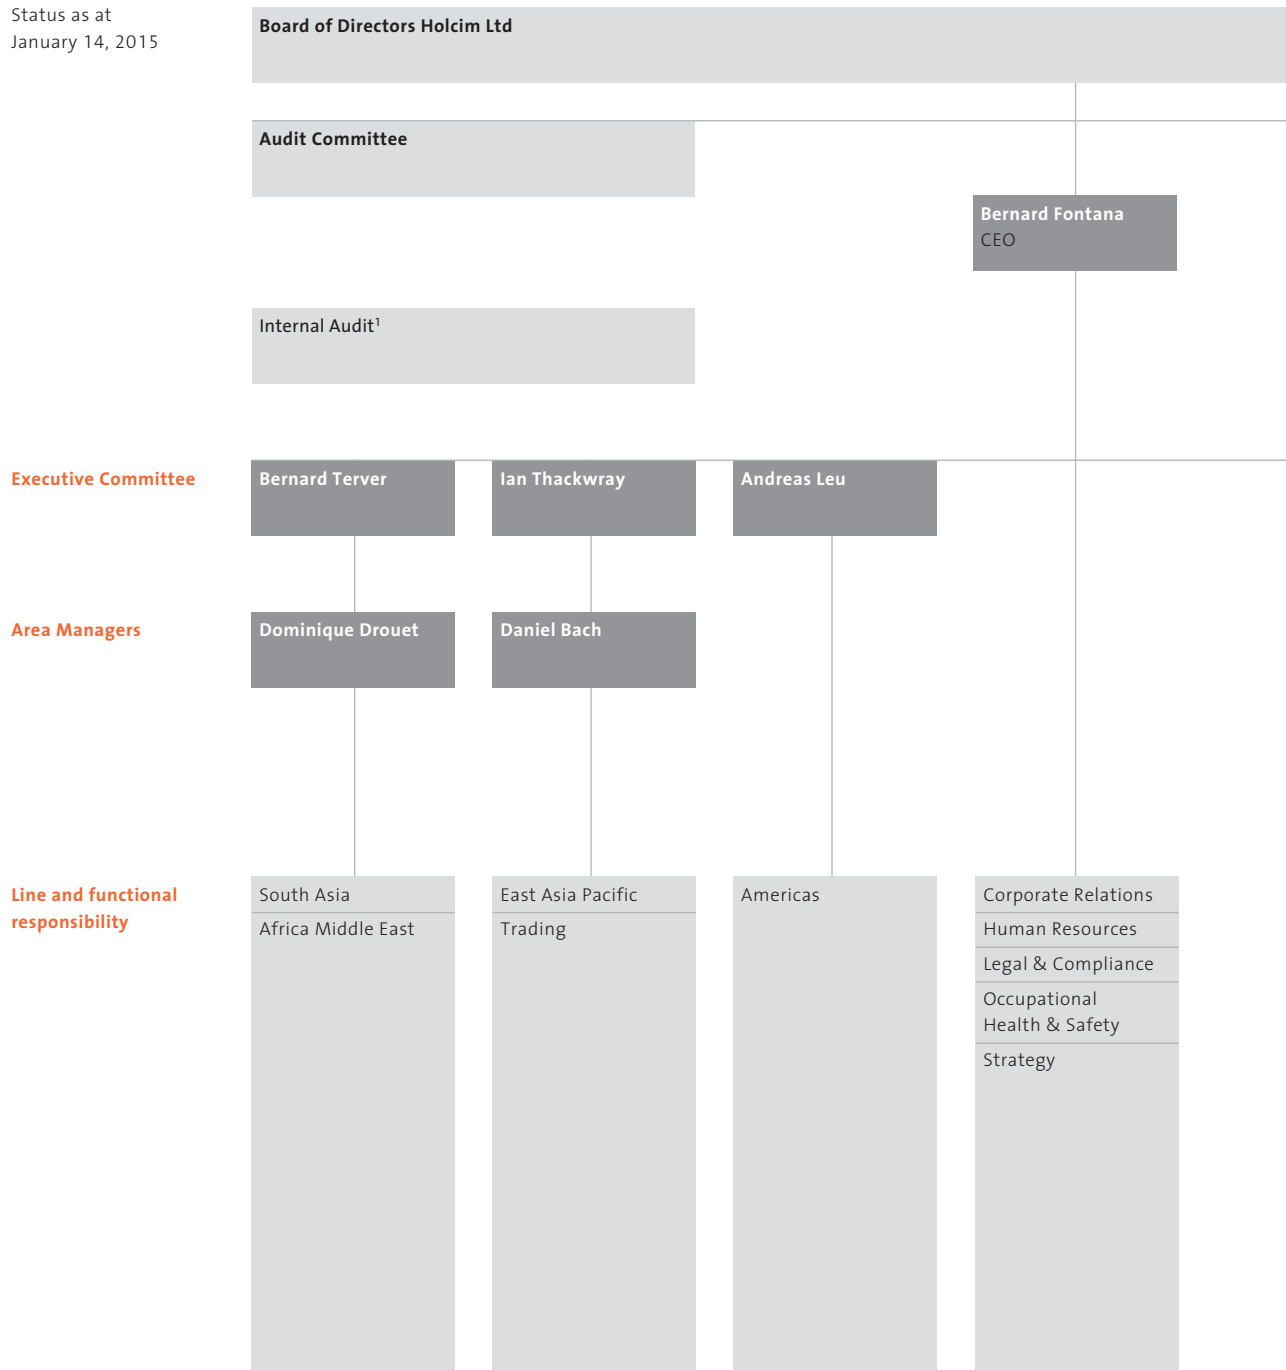 Status as at
January 14, 2015
Board of Directors Holcim Ltd
Audit Committee
Bernard Fontana
CEO
Internal Audit¹
Executive Committee
Bernard Terver
Ian Thackwray
Andreas Leu
Area Managers
Dominique Drouet
Daniel Bach
Line and functional
responsibility
South Asia
Africa Middle East
East Asia Pacific
Trading
Americas
Corporate Relations
Human Resources
Legal & Compliance
Occupational
Health & Safety
Strategy